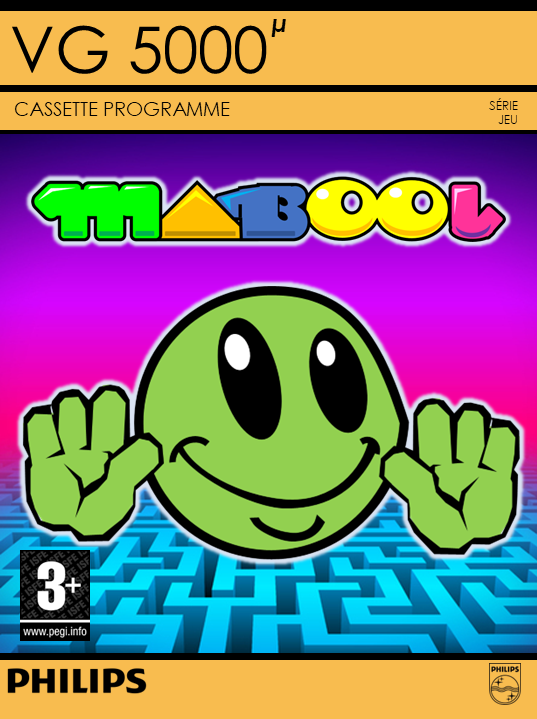 VG 5000µ
CASSETTE PROGRAMME
SÉRIE
JEU
MABOOL
3+
www.pegi.info
PHILIPS
PHILIPS